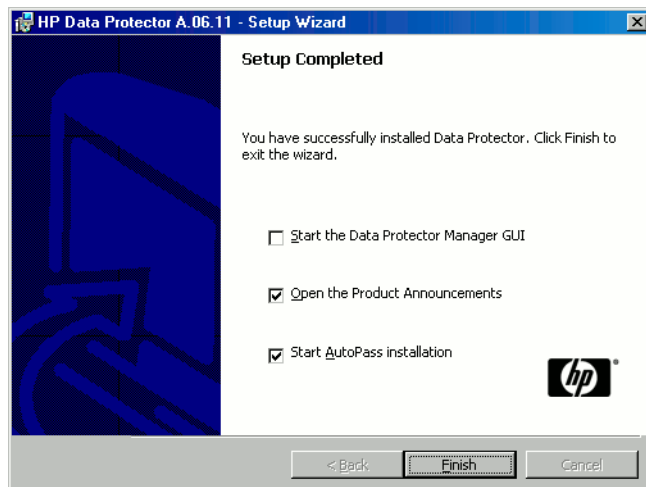 HP Data Protector A.06.11 - Setup Wizard
Setup Completed
You have successfully installed Data Protector. Click Finish to
exit the wizard.
Start the Data Protector Manager GUI
Open the Product Announcements
Start AutoPass installation
hp
< Back
Finish
Cancel